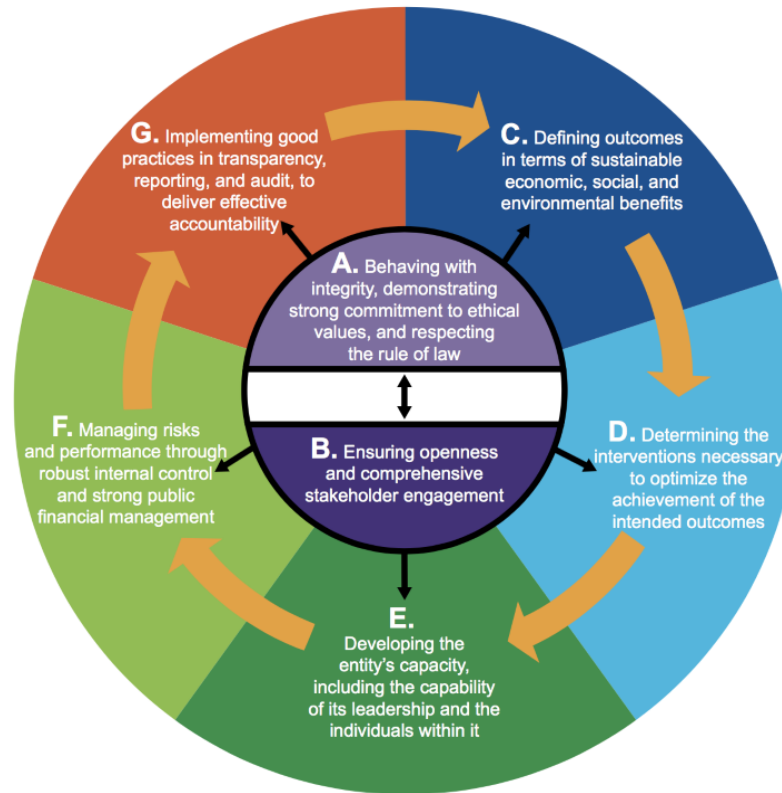 A. Behaving with
integrity, demonstrating
strong commitment to ethical
values, and respecting
the rule of law
B. Ensuring openness
and comprehensive
stakeholder engagement
C. Defining outcomes
in terms of sustainable
economic, social, and
environmental benefits
D. Determining the
interventions necessary
to optimize the
achievement of the
intended outcomes
E.
Developing the
entity's capacity,
including the capability
of its leadership and the
individuals within it
F. Managing risks
and performance through
robust internal control
and strong public
financial management
G. Implementing good
practices in transparency,
reporting, and audit, to
deliver effective
accountability